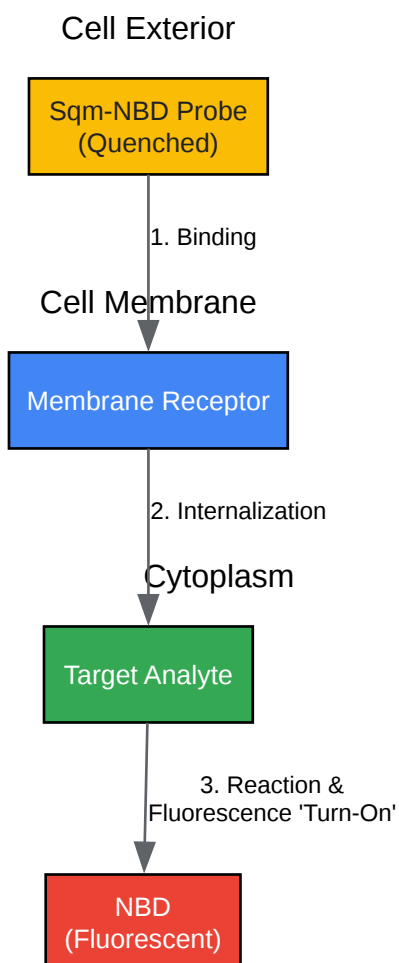 Cell Exterior
Sqm-NBD Probe
(Quenched)
1. Binding
Cell Membrane
Membrane Receptor
2. Internalization
Cytoplasm
Target Analyte
3. Reaction &
Fluorescence 'Turn-On'
NBD
(Fluorescent)